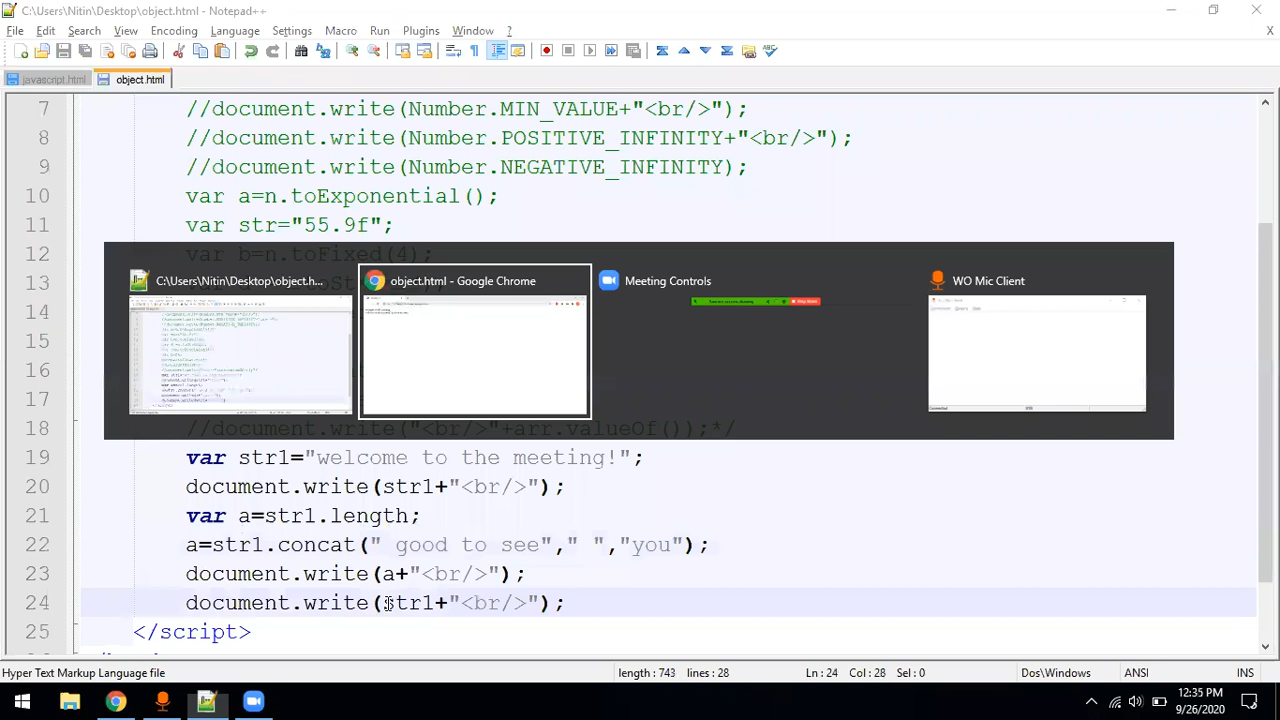 C:\Users\Nitin\Desktop\object.html - Notepad++
File Edit Search View Encoding Language Settings Macro Run Plugins Window ? X
javascript.html object.html
7 //document.write(Number.MIN_VALUE+"<br/>");
8 //document.write(Number.POSITIVE_INFINITY+"<br/>");
9 //document.write(Number.NEGATIVE_INFINITY);
10 var a=n.toExponential();
11 var str="55.9f";
12 var b=n.toFixed(4);
C:\Users\Nitin\Desktop\object.h... object.html - Google Chrome Meeting Controls WO Mic Client
13
14
15
16
17
18 //document.write("<br/>"+arr.valueOf());*/
19 var str1="welcome to the meeting!";
20 document.write(str1+"<br/>");
21 var a=str1.length;
22 a=str1.concat(" good to see"," ","you");
23 document.write(a+"<br/>");
24 document.write(str1+"<br/>");
25 </script>
Hyper Text Markup Language file length : 743 lines : 28 Ln : 24 Col : 28 Sel : 0 Dos\Windows ANSI INS
12:35 PM
9/26/2020